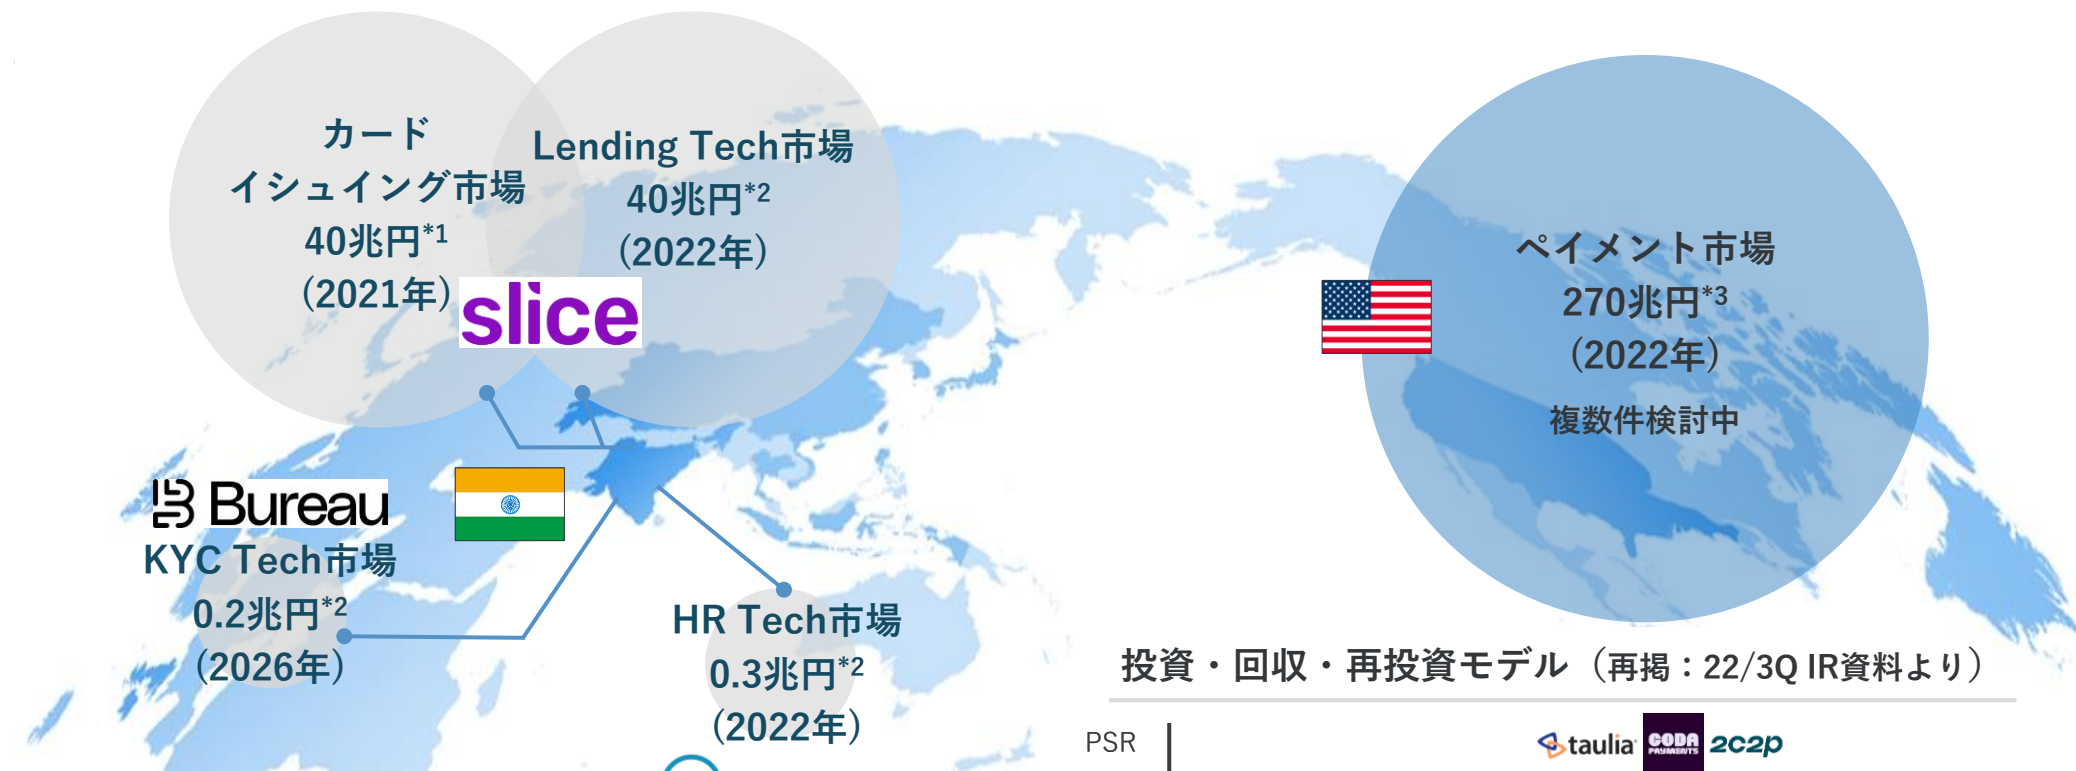 カード
イシュイング市場
40兆円*1
(2021年)
Lending Tech市場
40兆円*2
(2022年)
slice
ペイメント市場
270兆円*3
(2022年)
複数件検討中
Bureau
KYC Tech市場
0.2兆円*2
(2026年)
HR Tech市場
0.3兆円*2
(2022年)
投資・回収・再投資モデル（再掲：22/3Q IR資料より）
PSR
taulia CODA PAYMENTS 2C2P